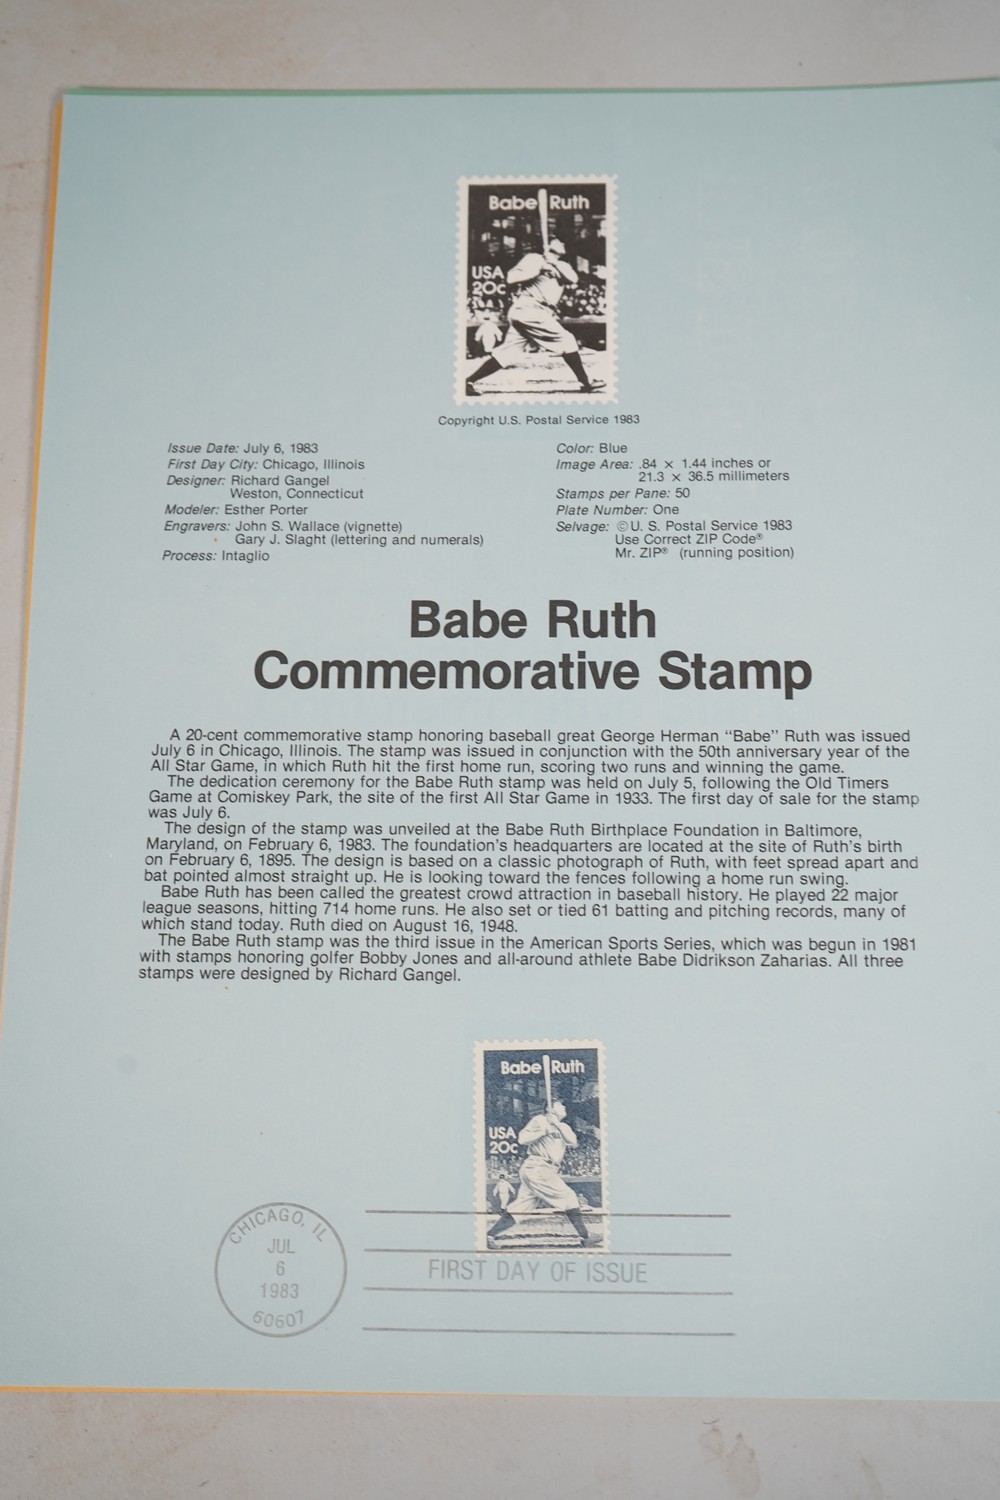 Babe Ruth
USA
20c
Copyright U.S. Postal Service 1983
Issue Date: July 6, 1983
First Day City: Chicago, Illinois
Designer: Richard Gangel
Weston, Connecticut
Modeler: Esther Porter
Engravers: John S. Wallace (vignette)
Gary J. Slaght (lettering and numerals)
Process: Intaglio
Color: Blue
Image Area: .84 × 1.44 inches or
21.3 × 36.5 millimeters
Stamps per Pane: 50
Plate Number: One
Selvage: ©U. S. Postal Service 1983
Use Correct ZIP Code®
Mr. ZIP® (running position)
Babe Ruth
Commemorative Stamp
A 20-cent commemorative stamp honoring baseball great George Herman “Babe” Ruth was issued
July 6 in Chicago, Illinois. The stamp was issued in conjunction with the 50th anniversary year of the
All Star Game, in which Ruth hit the first home run, scoring two runs and winning the game.
The dedication ceremony for the Babe Ruth stamp was held on July 5, following the Old Timers
Game at Comiskey Park, the site of the first All Star Game in 1933. The first day of sale for the stamp
was July 6.
The design of the stamp was unveiled at the Babe Ruth Birthplace Foundation in Baltimore,
Maryland, on February 6, 1983. The foundation’s headquarters are located at the site of Ruth’s birth
on February 6, 1895. The design is based on a classic photograph of Ruth, with feet spread apart and
bat pointed almost straight up. He is looking toward the fences following a home run swing.
Babe Ruth has been called the greatest crowd attraction in baseball history. He played 22 major
league seasons, hitting 714 home runs. He also set or tied 61 batting and pitching records, many of
which stand today. Ruth died on August 16, 1948.
The Babe Ruth stamp was the third issue in the American Sports Series, which was begun in 1981
with stamps honoring golfer Bobby Jones and all-around athlete Babe Didrikson Zaharias. All three
stamps were designed by Richard Gangel.
Babe Ruth
USA
20c
CHICAGO, IL
JUL
6
1983
60607
FIRST DAY OF ISSUE